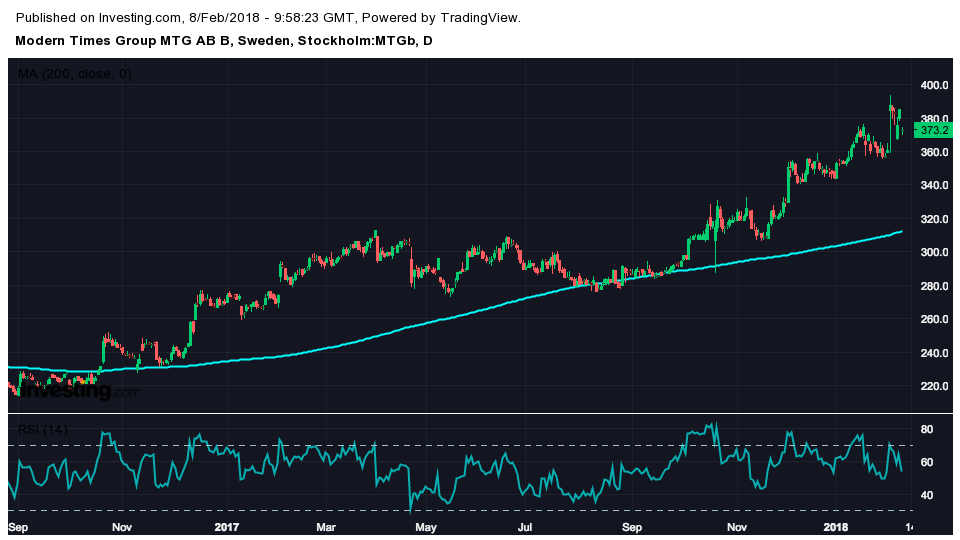 Published on Investing.com, 8/Feb/2018 - 9:58:23 GMT, Powered by TradingView.
Modern Times Group MTG AB B, Sweden, Stockholm:MTGb, D
MA (200, close, 0)
400.0
380.0
373.2
360.0
340.0
320.0
300.0
280.0
260.0
240.0
220.0
Investing.com
RSI (14)
80
60
40
Sep Nov 2017 Mar May Jul Sep Nov 2018 14